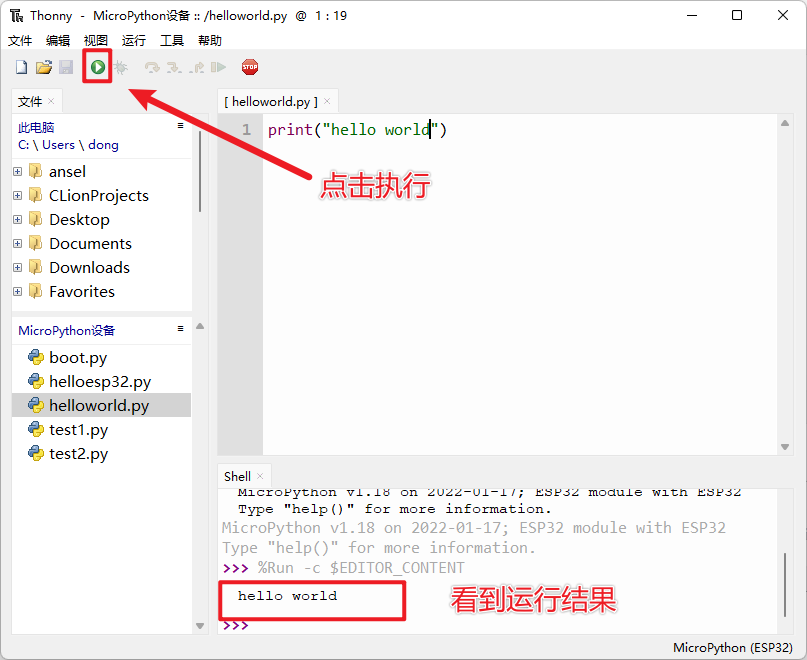 Thonny - MicroPython设备 :: /helloworld.py @ 1 : 19
文件 编辑 视图 运行 工具 帮助
STOP
文件 ×
此电脑 ≡
C: \ Users \ dong
ansel
CLionProjects
Desktop
Documents
Downloads
Favorites
MicroPython设备 ≡
boot.py
helloesp32.py
helloworld.py
test1.py
test2.py
[ helloworld.py ] ×
1 print("hello world")
点击执行
Shell ×
MicroPython v1.18 on 2022-01-17; ESP32 module with ESP32
Type "help()" for more information.
MicroPython v1.18 on 2022-01-17; ESP32 module with ESP32
Type "help()" for more information.
>>> %Run -c $EDITOR_CONTENT
hello world
看到运行结果
>>>
MicroPython (ESP32)